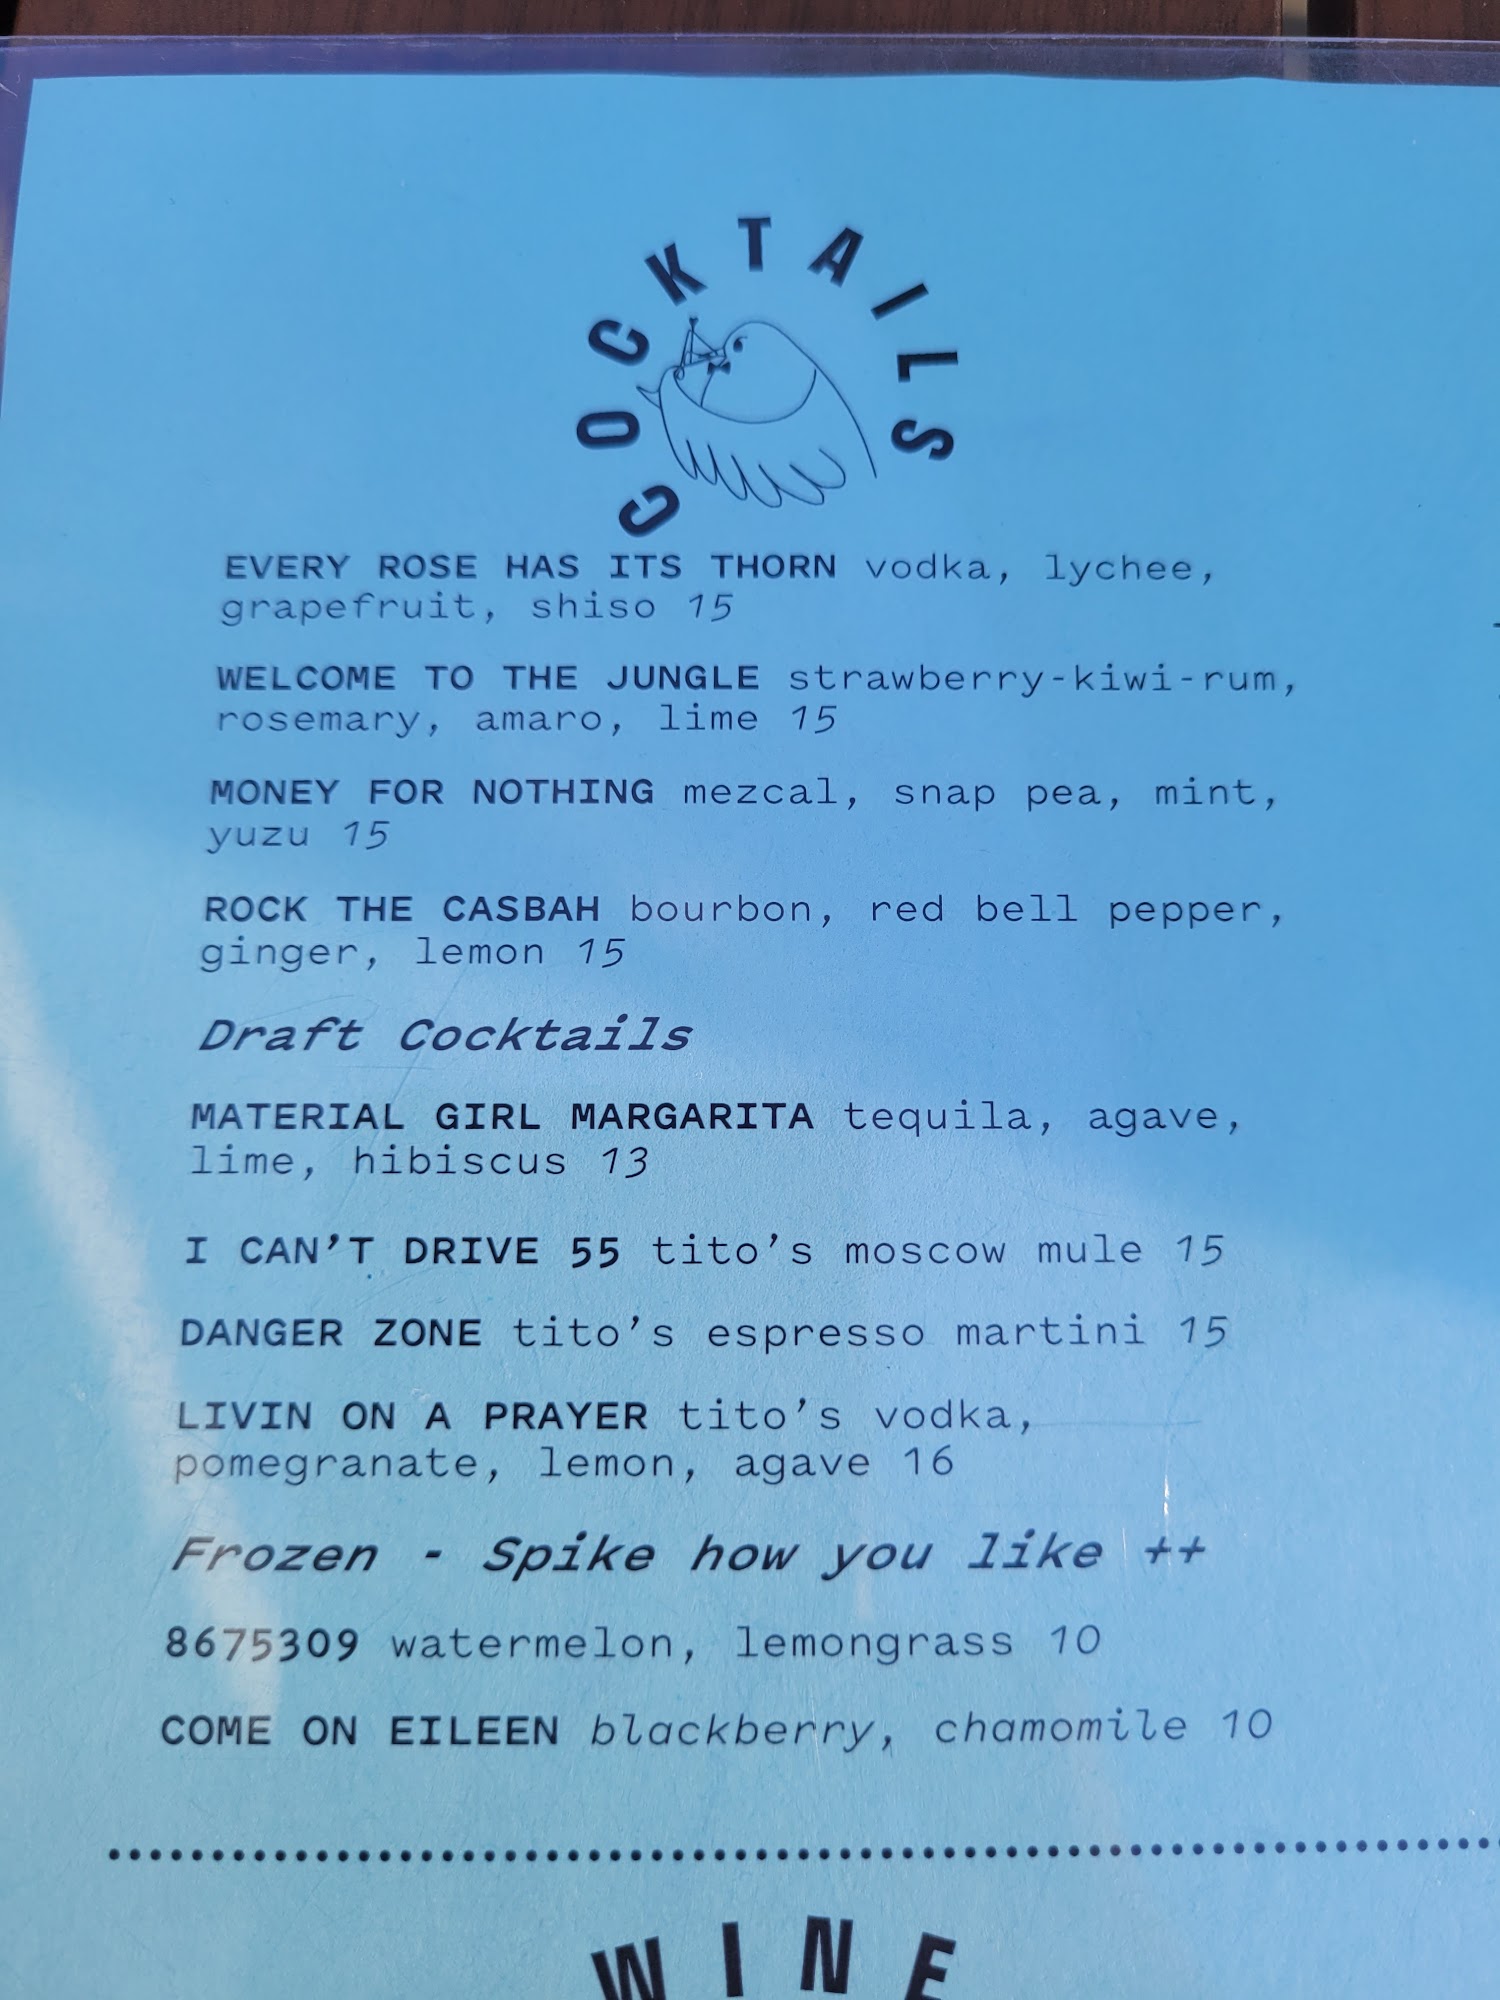 COCKTAILS
EVERY ROSE HAS ITS THORN vodka, lychee,
grapefruit, shiso 15
WELCOME TO THE JUNGLE strawberry-kiwi-rum,
rosemary, amaro, lime 15
MONEY FOR NOTHING mezcal, snap pea, mint,
yuzu 15
ROCK THE CASBAH bourbon, red bell pepper,
ginger, lemon 15
Draft Cocktails
MATERIAL GIRL MARGARITA tequila, agave,
lime, hibiscus 13
I CAN'T DRIVE 55 tito's moscow mule 15
DANGER ZONE tito's espresso martini 15
LIVIN ON A PRAYER tito's vodka,
pomegranate, lemon, agave 16
Frozen - Spike how you like ++
8675309 watermelon, lemongrass 10
COME ON EILEEN blackberry, chamomile 10
WINE